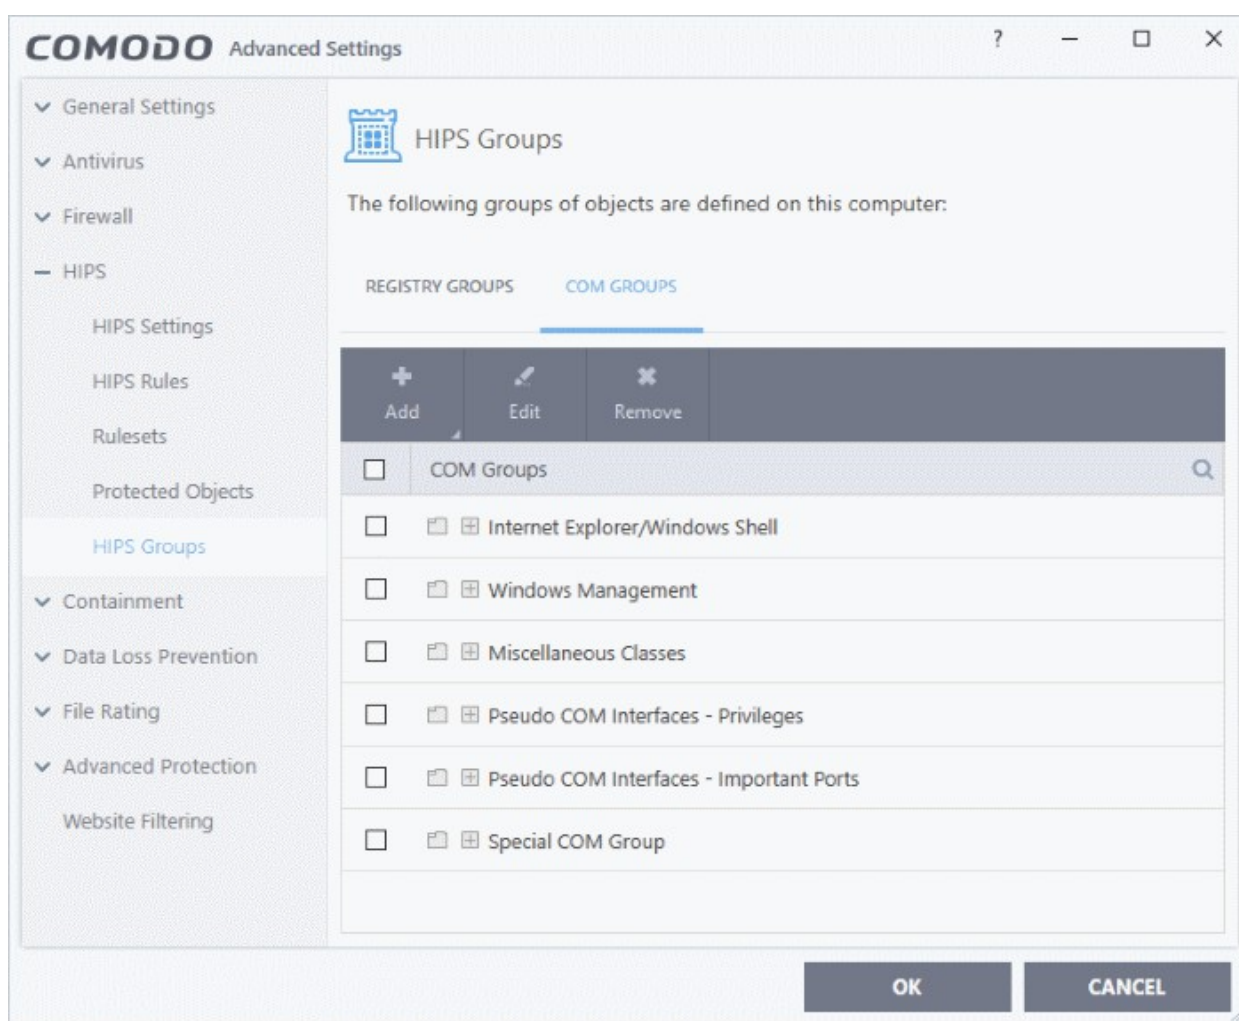 COMODO Advanced Settings ?
General Settings
Antivirus
Firewall
HIPS
HIPS Settings
HIPS Rules
Rulesets
Protected Objects
HIPS Groups
Containment
Data Loss Prevention
File Rating
Advanced Protection
Website Filtering
HIPS Groups
The following groups of objects are defined on this computer:
REGISTRY GROUPS COM GROUPS
Add Edit Remove
COM Groups
Internet Explorer/Windows Shell
Windows Management
Miscellaneous Classes
Pseudo COM Interfaces - Privileges
Pseudo COM Interfaces - Important Ports
Special COM Group
OK CANCEL